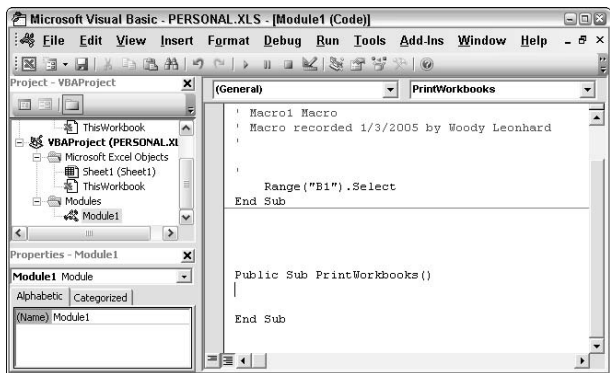 Microsoft Visual Basic - PERSONAL.XLS - [Module1 (Code)]
File Edit View Insert Format Debug Run Tools Add-Ins Window Help
Project - VBAProject
ThisWorkbook
VBAProject (PERSONAL.XL
Microsoft Excel Objects
Sheet1 (Sheet1)
ThisWorkbook
Modules
Module1
Properties - Module1
Module1 Module
Alphabetic Categorized
(Name) Module1
(General) PrintWorkbooks
' Macro1 Macro
' Macro recorded 1/3/2005 by Woody Leonhard
'
'
Range("B1").Select
End Sub
Public Sub PrintWorkbooks()
End Sub